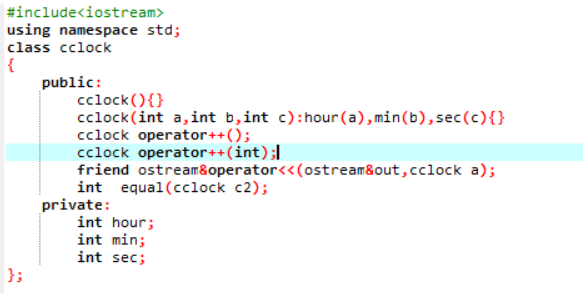 #include<iostream>
using namespace std;
class cclock
{
public:
cclock(){}
cclock(int a,int b,int c):hour(a),min(b),sec(c){}
cclock operator++();
cclock operator++(int);
friend ostream&operator<<(ostream&out,cclock a);
int  equal(cclock c2);
private:
int hour;
int min;
int sec;
};